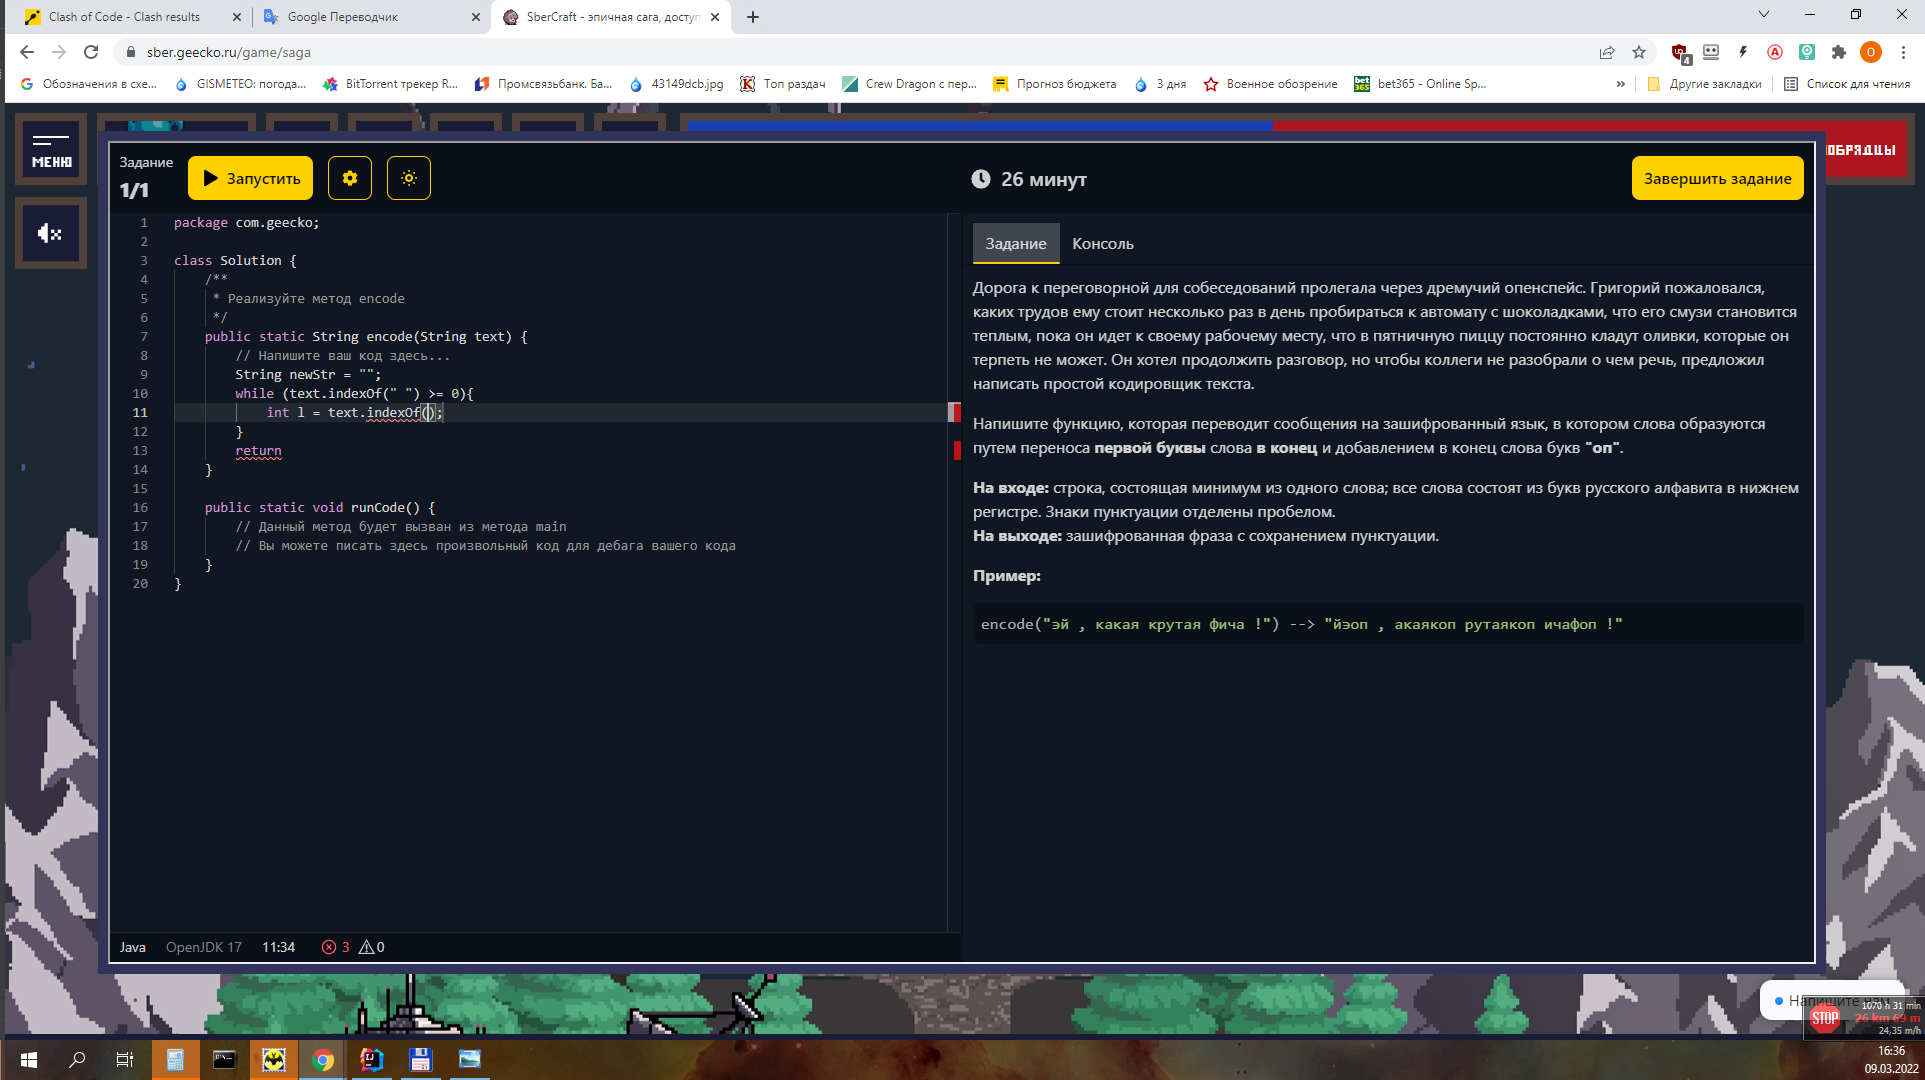 Clash of Code - Clash results
Google Переводчик
SberCraft - эпичная сага, досту
sber.geecko.ru/game/saga
4
О
Обозначения в схе...
GISMETEO: погода...
BitTorrent трекер R...
Промсвязьбанк. Ба...
43149dcb.jpg
Топ раздач
Crew Dragon с пер...
Прогноз бюджета
3 дня
Военное обозрение
bet365 - Online Sp...
»
Другие закладки
Список для чтения
МЕНЮ
ОБРЯДЦЫ
Задание
1/1
Запустить
26 минут
Завершить задание
1 package com.geecko;
2
3 class Solution {
4 /**
5 * Реализуйте метод encode
6 */
7 public static String encode(String text) {
8 // Напишите ваш код здесь...
9 String newStr = "";
10 while (text.indexOf(" ") >= 0){
11 int l = text.indexOf();
12 }
13 return
14 }
15
16 public static void runCode() {
17 // Данный метод будет вызван из метода main
18 // Вы можете писать здесь произвольный код для дебага вашего кода
19 }
20 }
Java
OpenJDK 17
11:34
3
0
Задание
Консоль
Дорога к переговорной для собеседований пролегала через дремучий опенспейс. Григорий пожаловался,
каких трудов ему стоит несколько раз в день пробираться к автомату с шоколадками, что его смузи становится
теплым, пока он идет к своему рабочему месту, что в пятничную пиццу постоянно кладут оливки, которые он
терпеть не может. Он хотел продолжить разговор, но чтобы коллеги не разобрали о чем речь, предложил
написать простой кодировщик текста.
Напишите функцию, которая переводит сообщения на зашифрованный язык, в котором слова образуются
путем переноса первой буквы слова в конец и добавлением в конец слова букв "оп".
На входе: строка, состоящая минимум из одного слова; все слова состоят из букв русского алфавита в нижнем
регистре. Знаки пунктуации отделены пробелом.
На выходе: зашифрованная фраза с сохранением пунктуации.
Пример:
encode("эй , какая крутая фича !") --> "йэоп , акаякоп рутаякоп ичафоп !"
Напишите
1070 h 31 min
STOP
26 km 69 m
24,35 m/h
16:36
09.03.2022